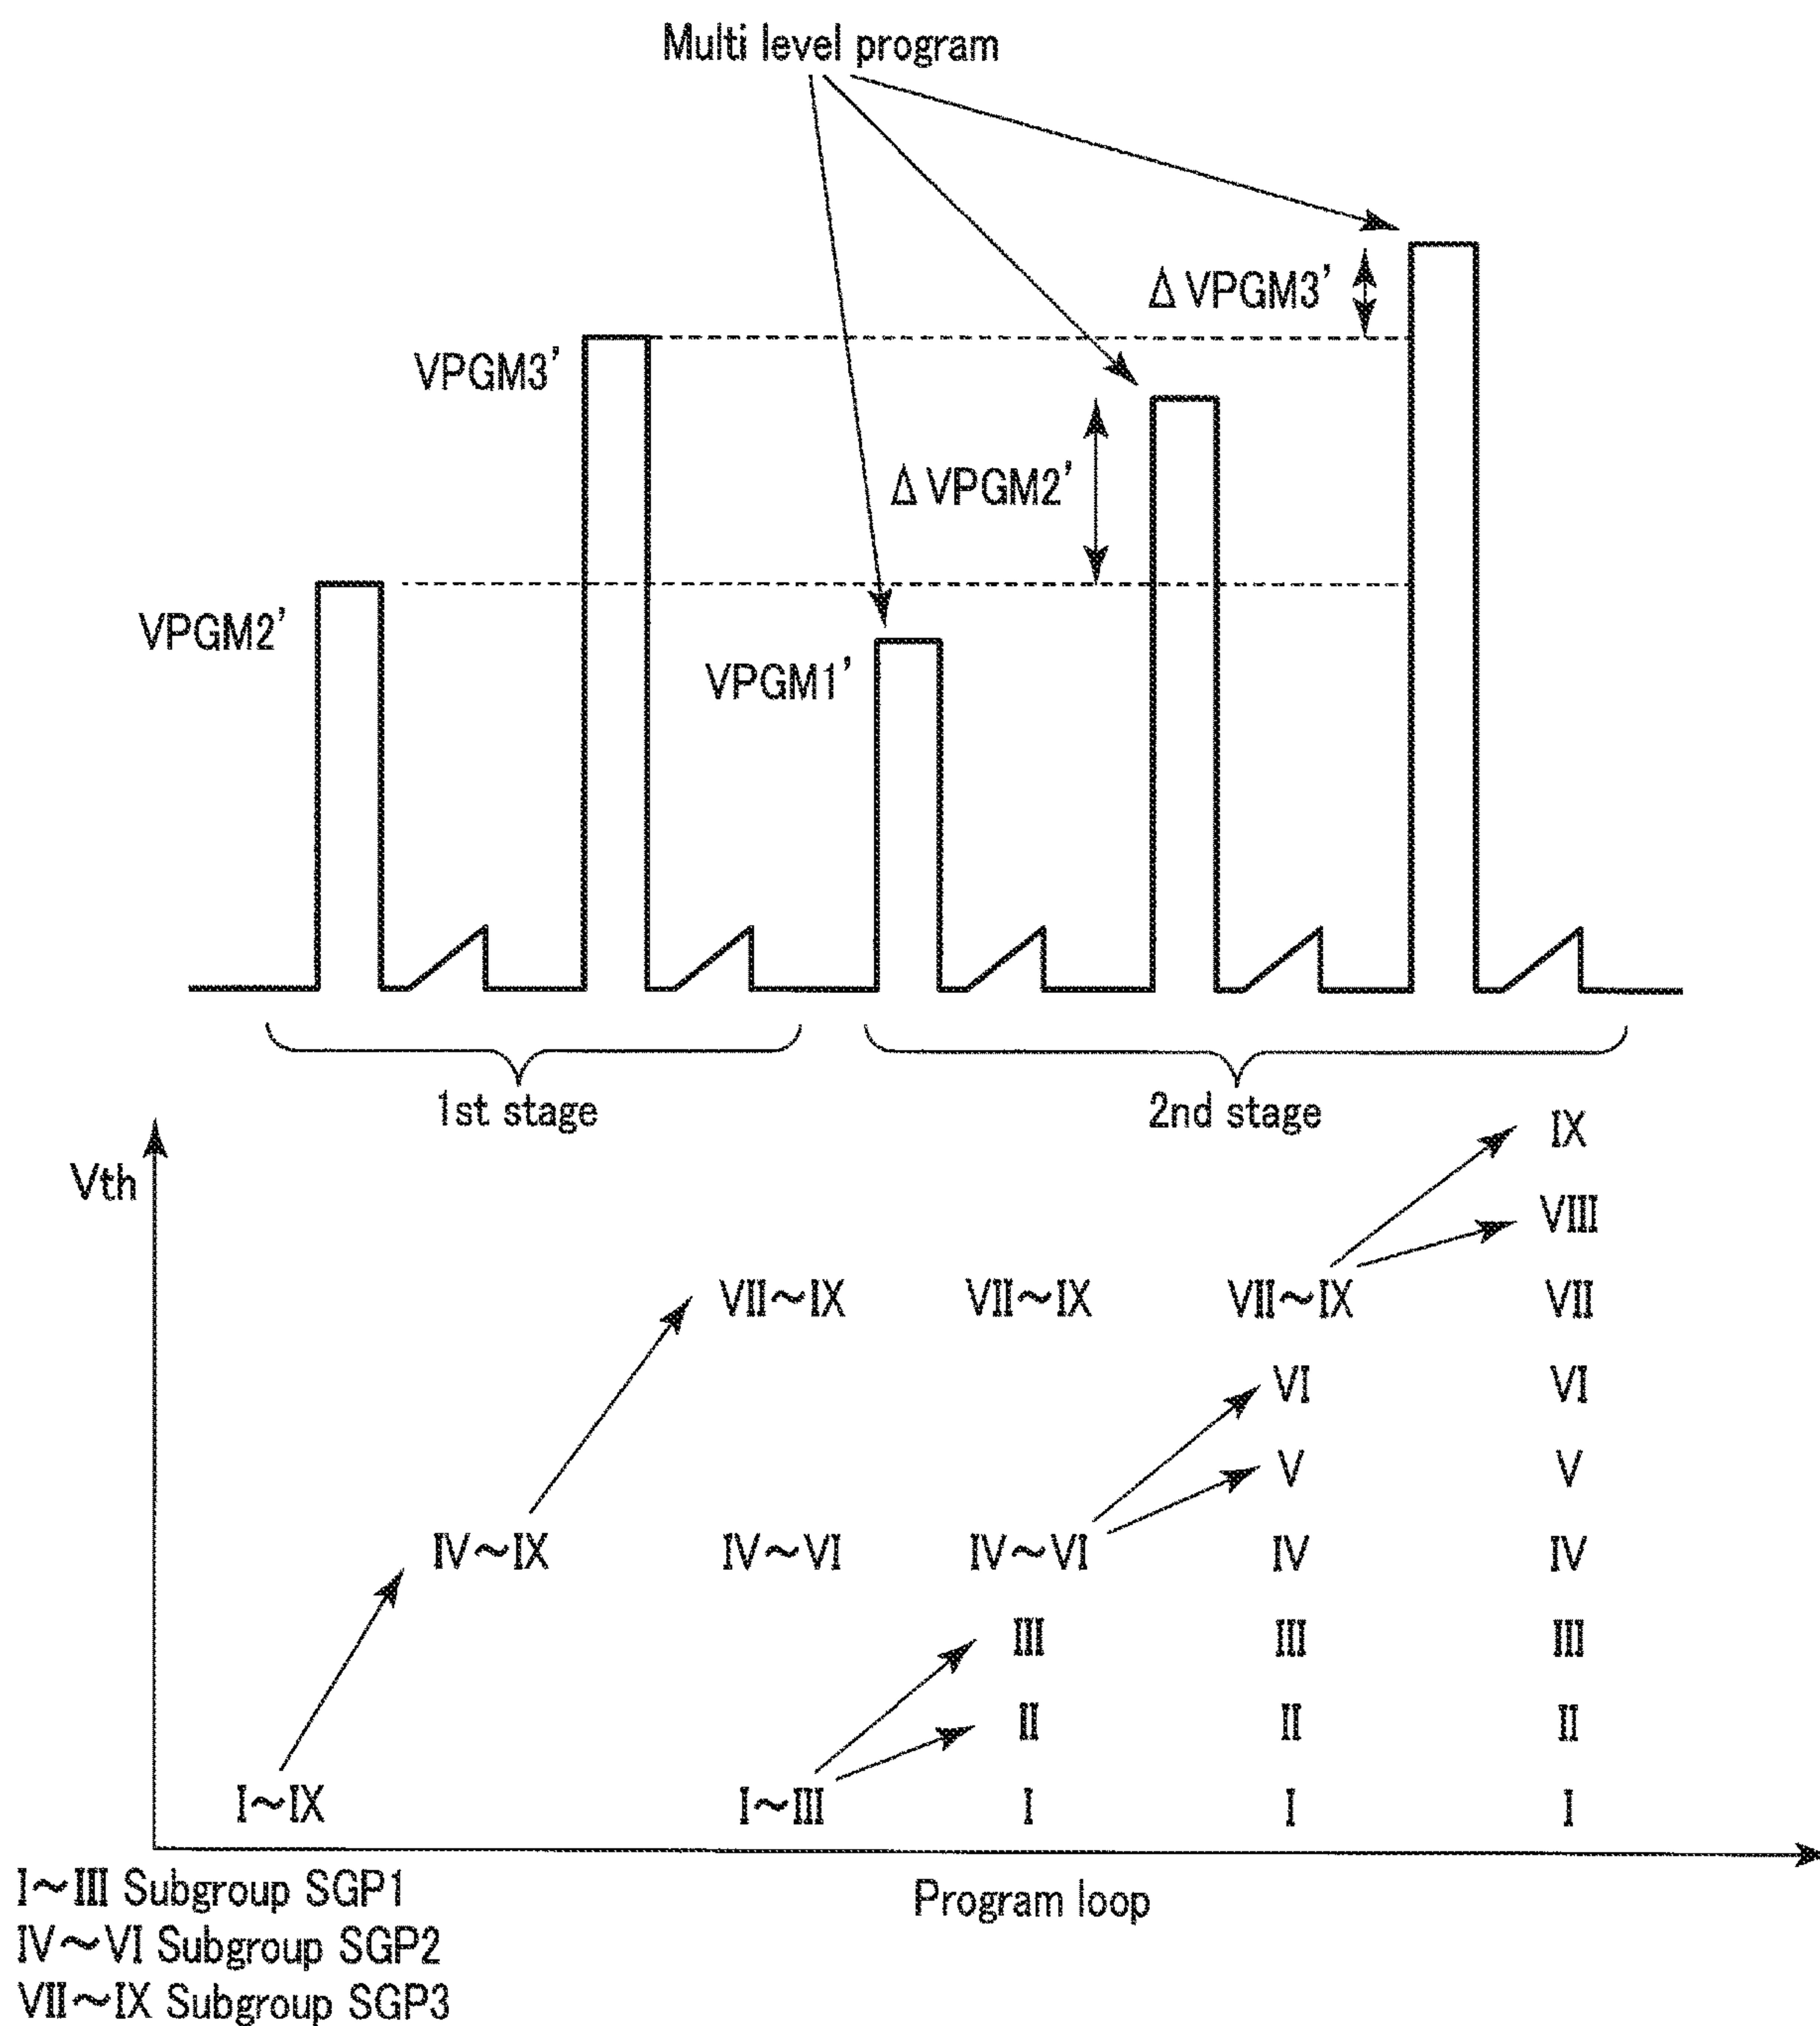 Multi level program
Δ VPGM3’
VPGM3’
Δ VPGM2’
VPGM2’
VPGM1’
1st stage
2nd stage
Vth
IX
VIII
VII～IX VII～IX VII～IX VII
VI VI
V V
IV～IX IV～VI IV～VI IV IV
III III III
II II II
I～IX I～III I I I
Program loop
I～III Subgroup SGP1
IV～VI Subgroup SGP2
VII～IX Subgroup SGP3